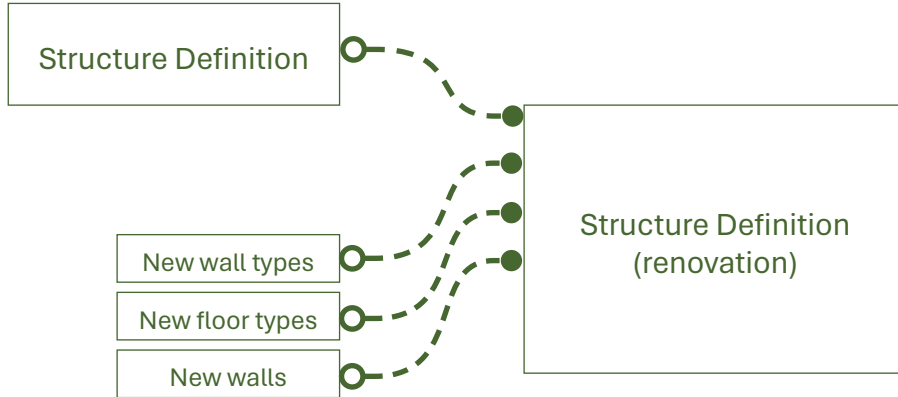 Structure Definition
Structure Definition
(renovation)
New wall types
New floor types
New walls